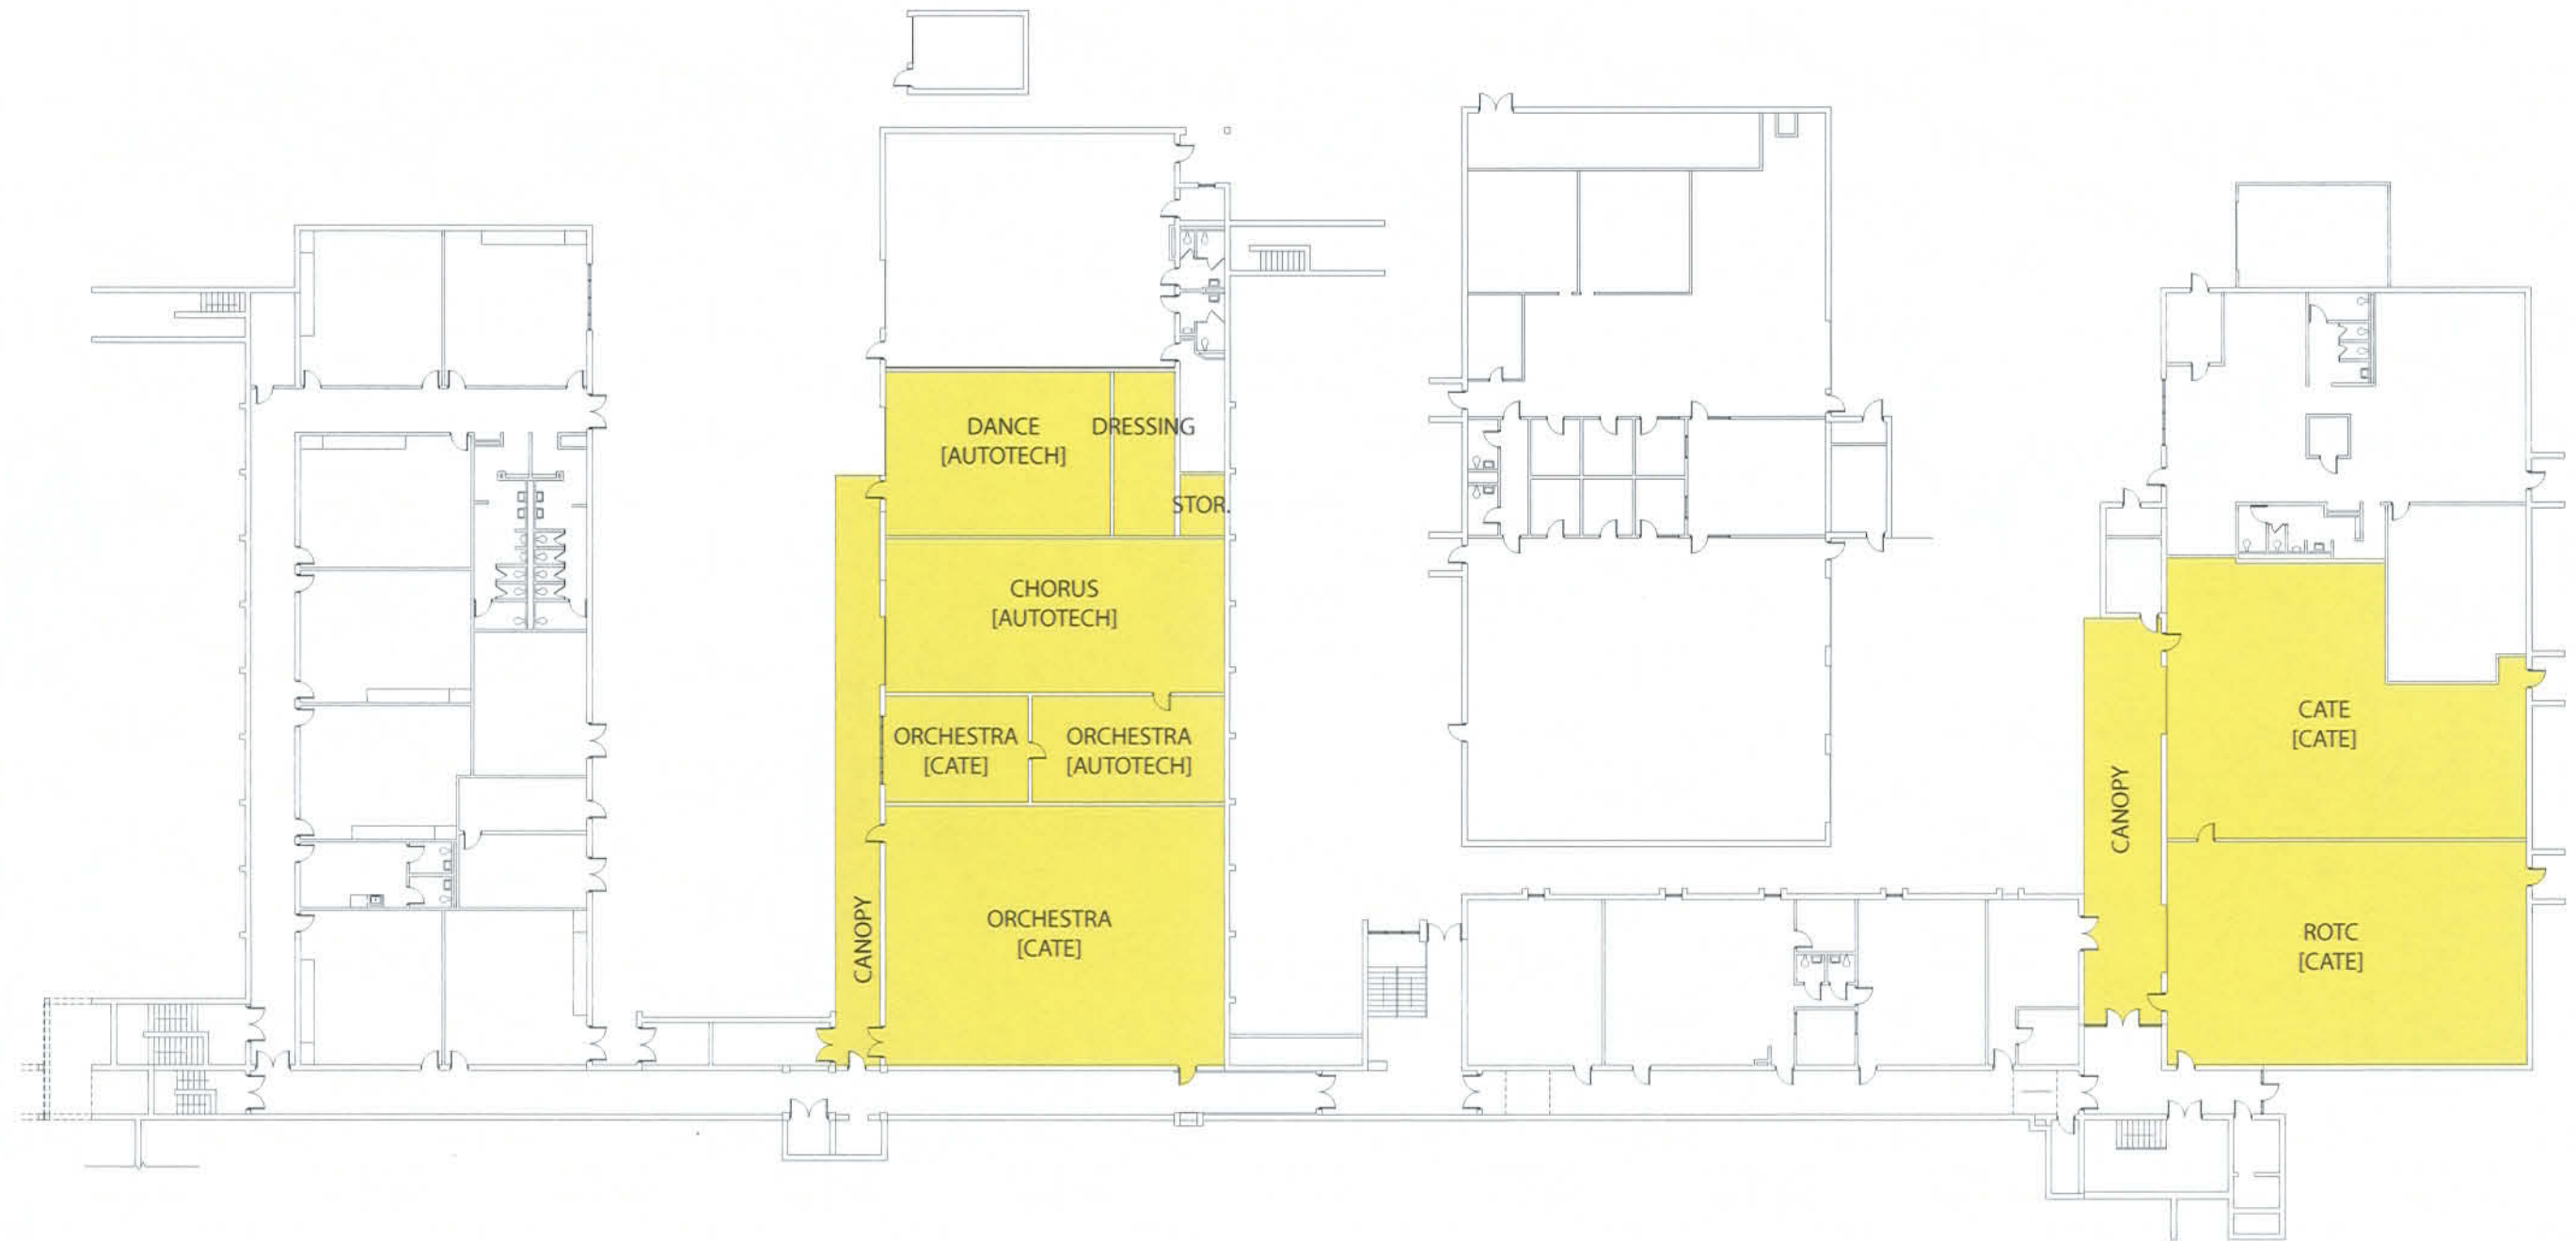 DANCE
[AUTOTECH]
DRESSING
STOR.
CHORUS
[AUTOTECH]
ORCHESTRA
[CATE]
ORCHESTRA
[AUTOTECH]
CANOPY
ORCHESTRA
[CATE]
CANOPY
CATE
[CATE]
ROTC
[CATE]